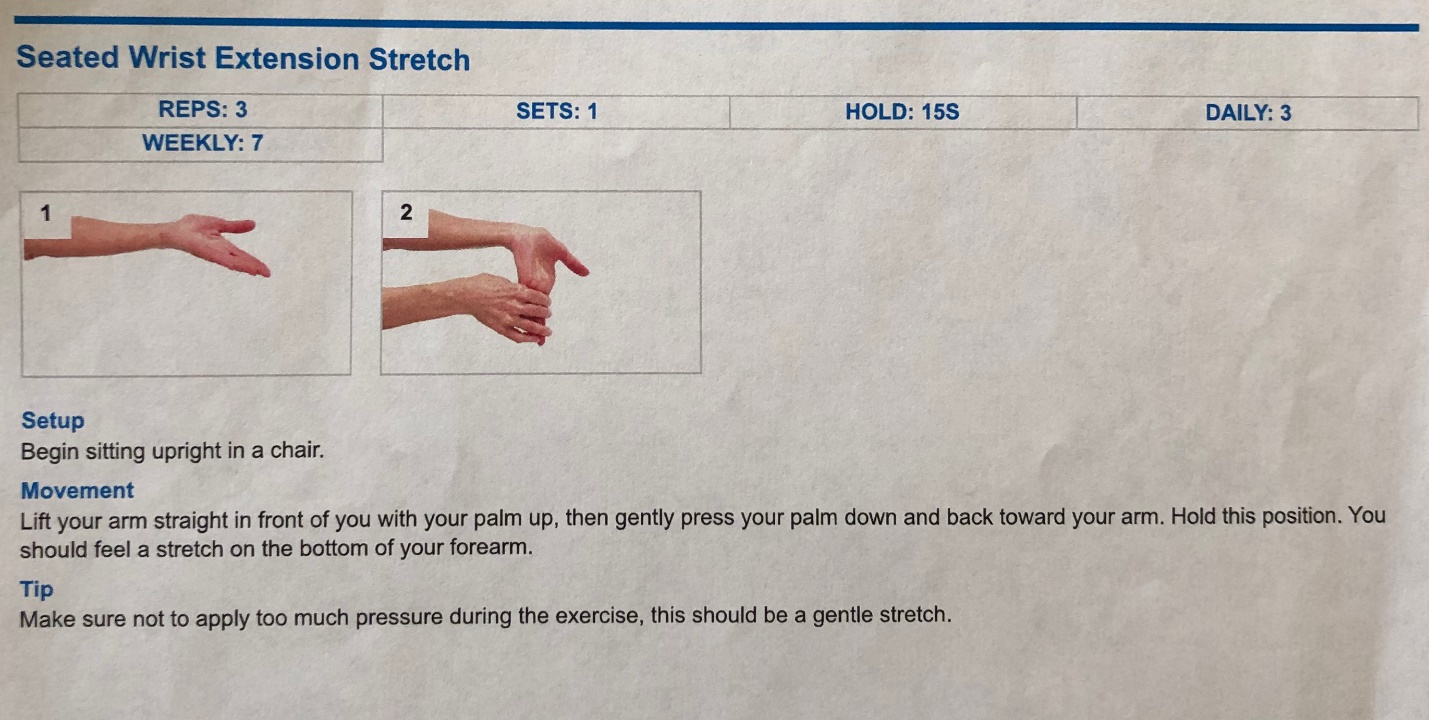 Seated Wrist Extension Stretch
REPS: 3 SETS: 1 HOLD: 15S DAILY: 3
WEEKLY: 7
1 2
Setup
Begin sitting upright in a chair.
Movement
Lift your arm straight in front of you with your palm up, then gently press your palm down and back toward your arm. Hold this position. You
should feel a stretch on the bottom of your forearm.
Tip
Make sure not to apply too much pressure during the exercise, this should be a gentle stretch.